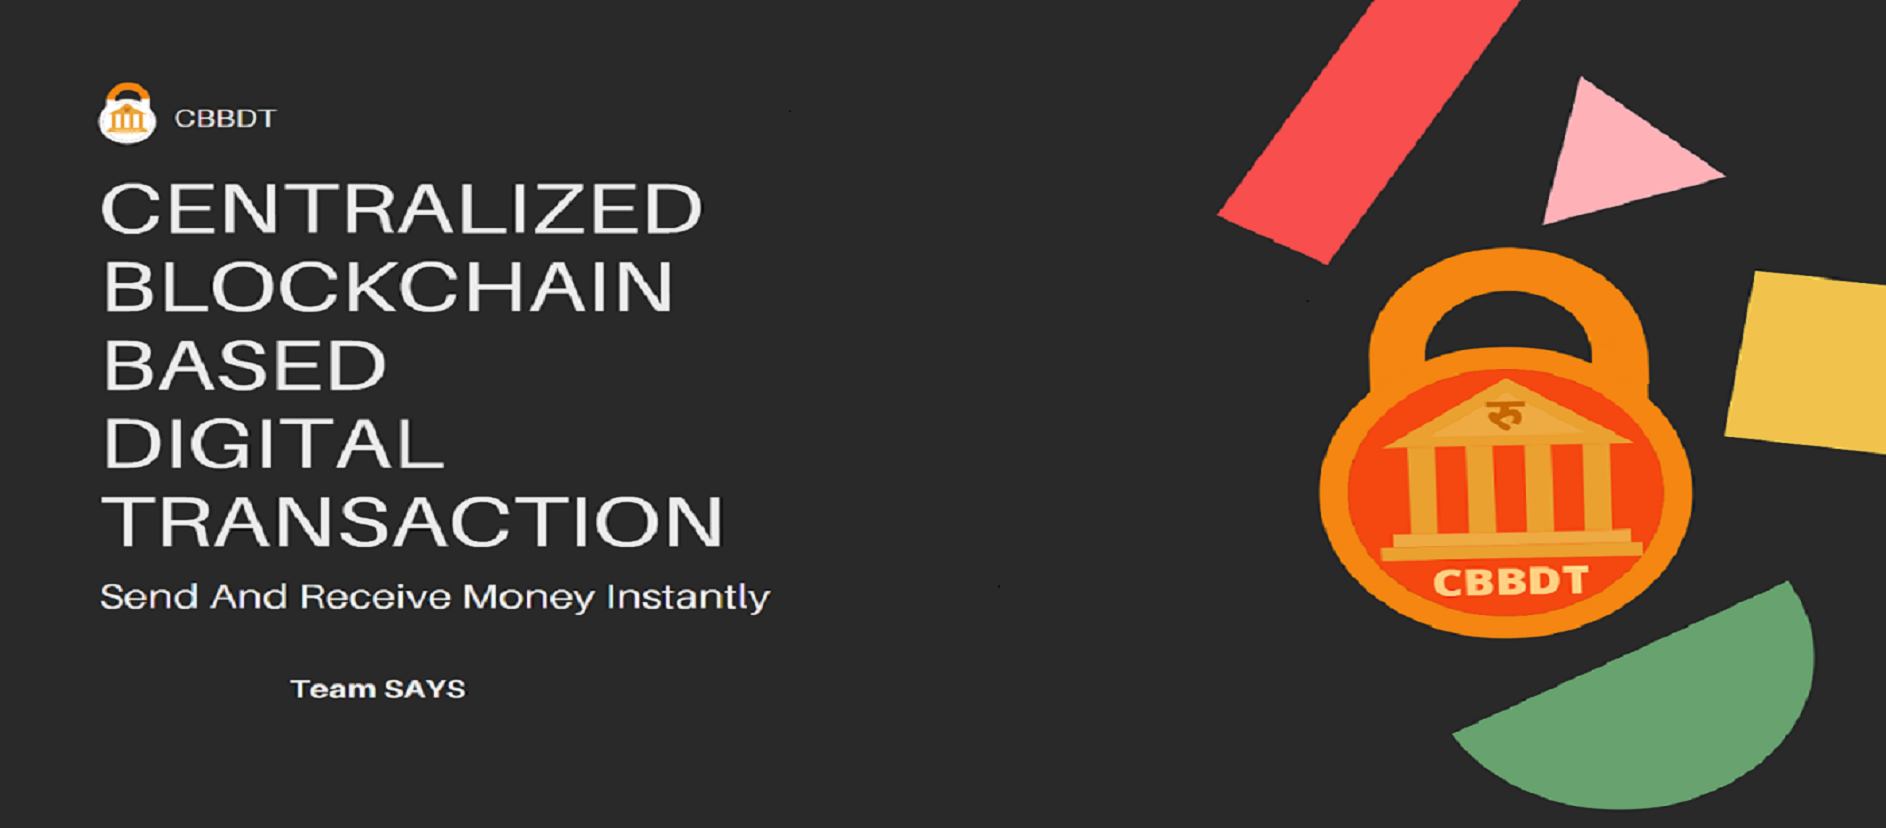 CBBDT
CENTRALIZED
BLOCKCHAIN
BASED
DIGITAL
TRANSACTION
Send And Receive Money Instantly
Team SAYS
रु
CBBDT